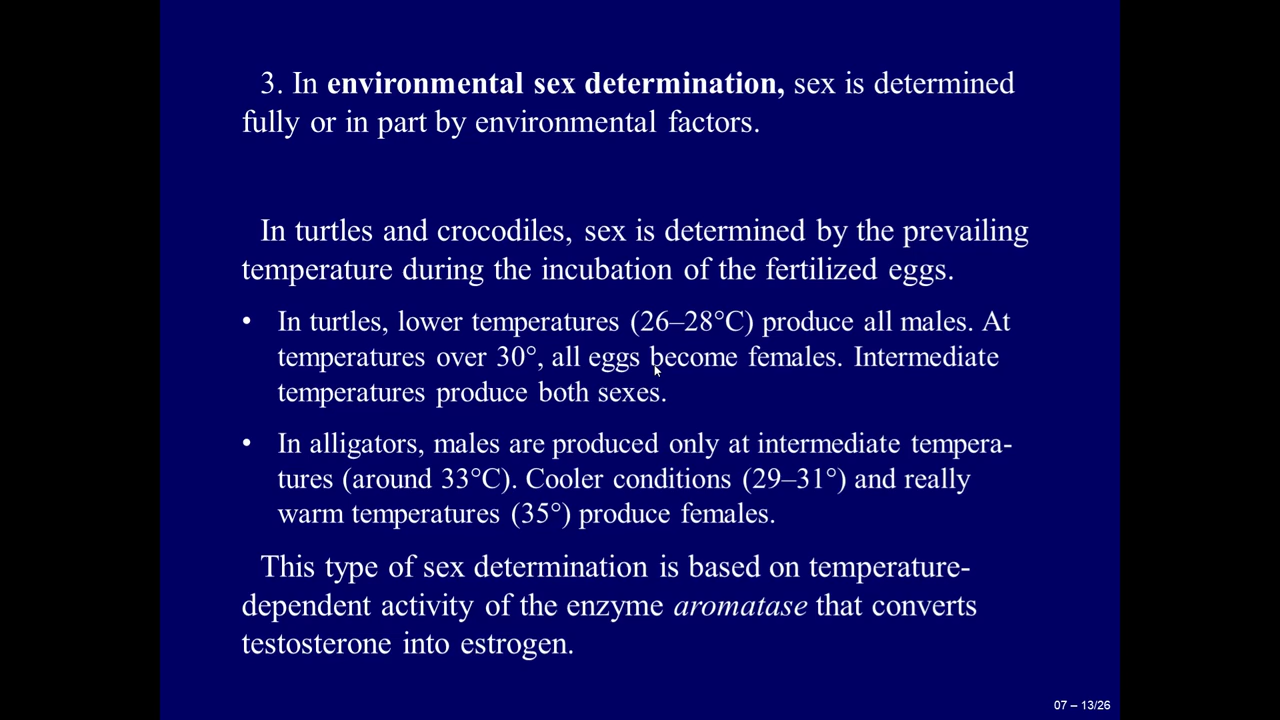 3. In environmental sex determination, sex is determined
fully or in part by environmental factors.
In turtles and crocodiles, sex is determined by the prevailing
temperature during the incubation of the fertilized eggs.
• In turtles, lower temperatures (26–28°C) produce all males. At
temperatures over 30°, all eggs become females. Intermediate
temperatures produce both sexes.
• In alligators, males are produced only at intermediate tempera-
tures (around 33°C). Cooler conditions (29–31°) and really
warm temperatures (35°) produce females.
This type of sex determination is based on temperature-
dependent activity of the enzyme aromatase that converts
testosterone into estrogen.
07 – 13/26